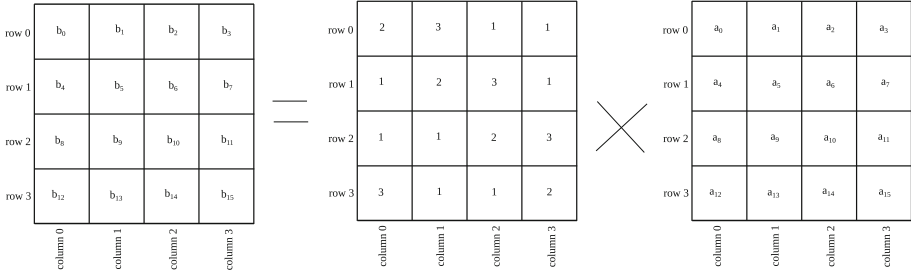 row 0 b₀ b₁ b₂ b₃ row 0 2 3 1 1 row 0 a₀ a₁ a₂ a₃
row 1 b₄ b₅ b₆ b₇ = row 1 1 2 3 1 × row 1 a₄ a₅ a₆ a₇
row 2 b₈ b₉ b₁₀ b₁₁ row 2 1 1 2 3 row 2 a₈ a₉ a₁₀ a₁₁
row 3 b₁₂ b₁₃ b₁₄ b₁₅ row 3 3 1 1 2 row 3 a₁₂ a₁₃ a₁₄ a₁₅
column 0 column 1 column 2 column 3 column 0 column 1 column 2 column 3 column 0 column 1 column 2 column 3